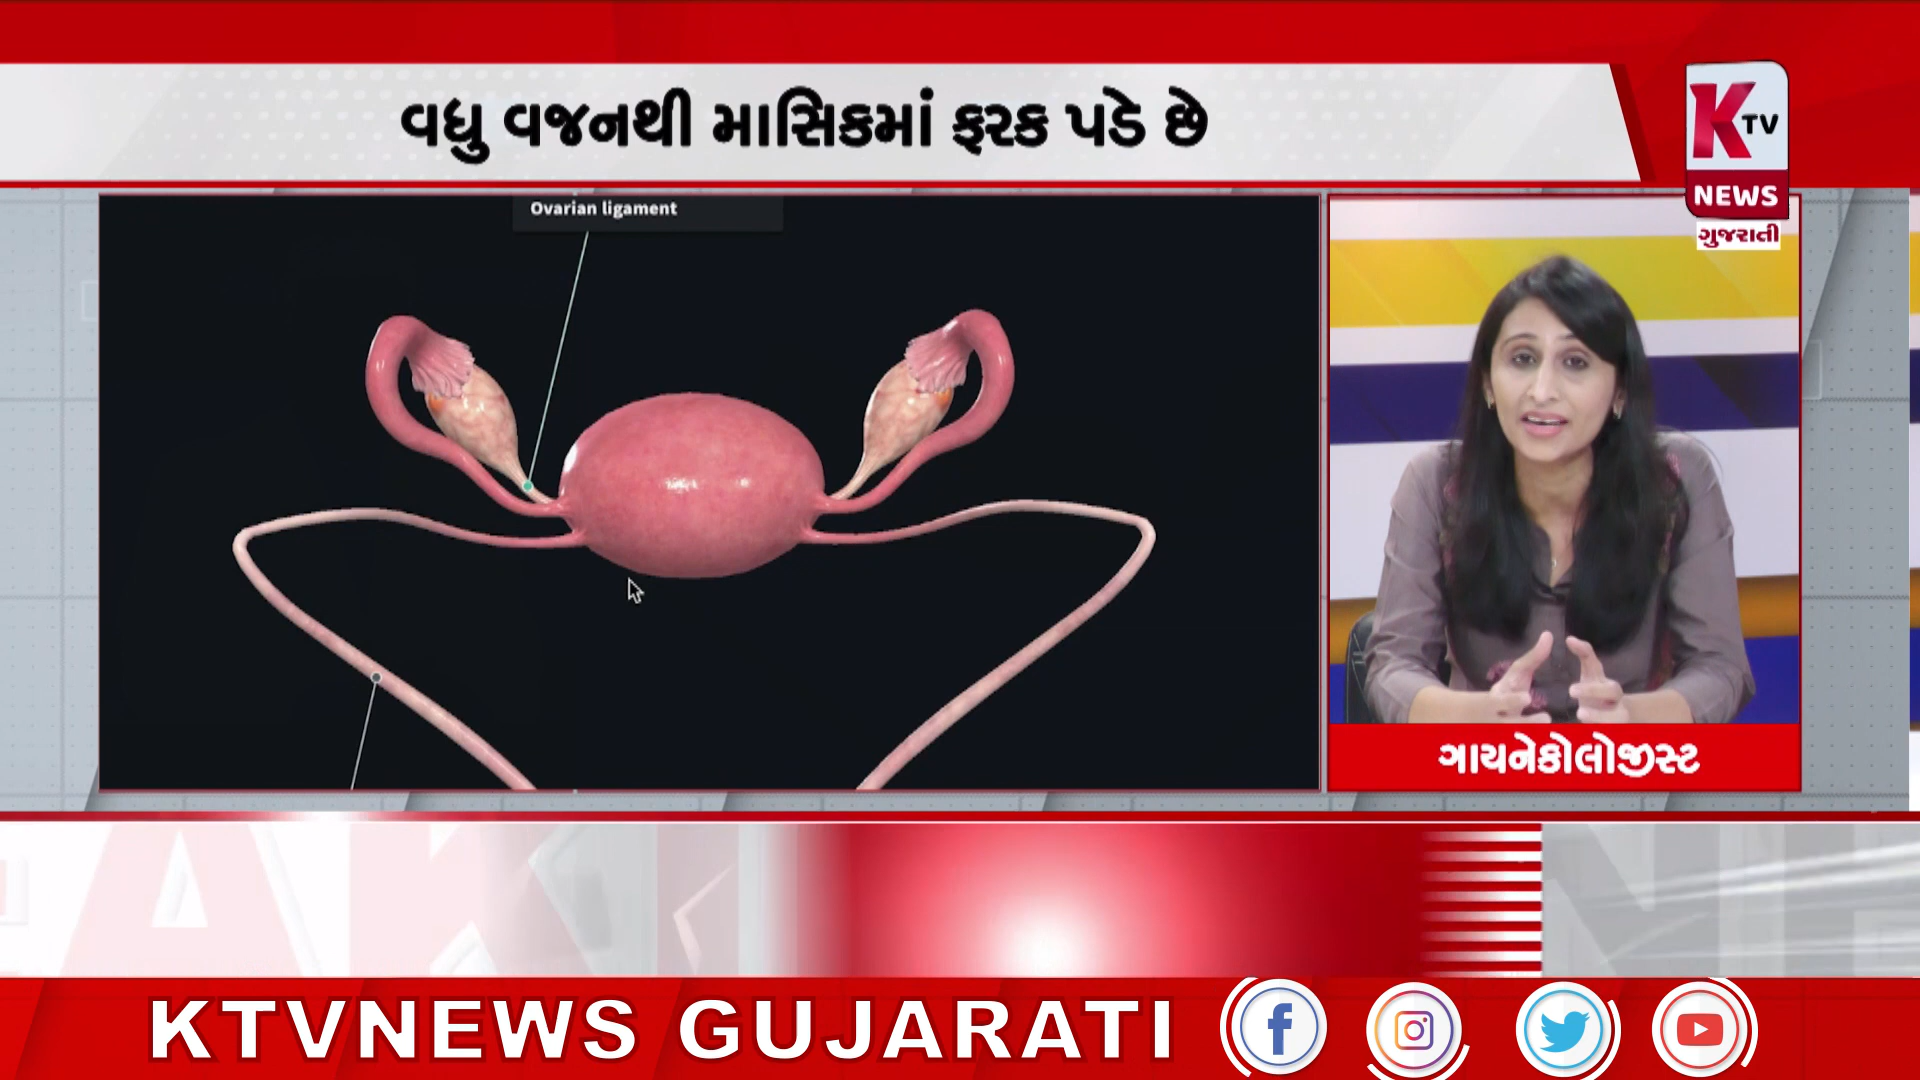 વધુ વજનથી માસિકમાં ફરક પડે છે
K TV
NEWS
ગુજરાતી
Ovarian ligament
ગાયનેકોલોજીસ્ટ
KTVNEWS GUJARATI